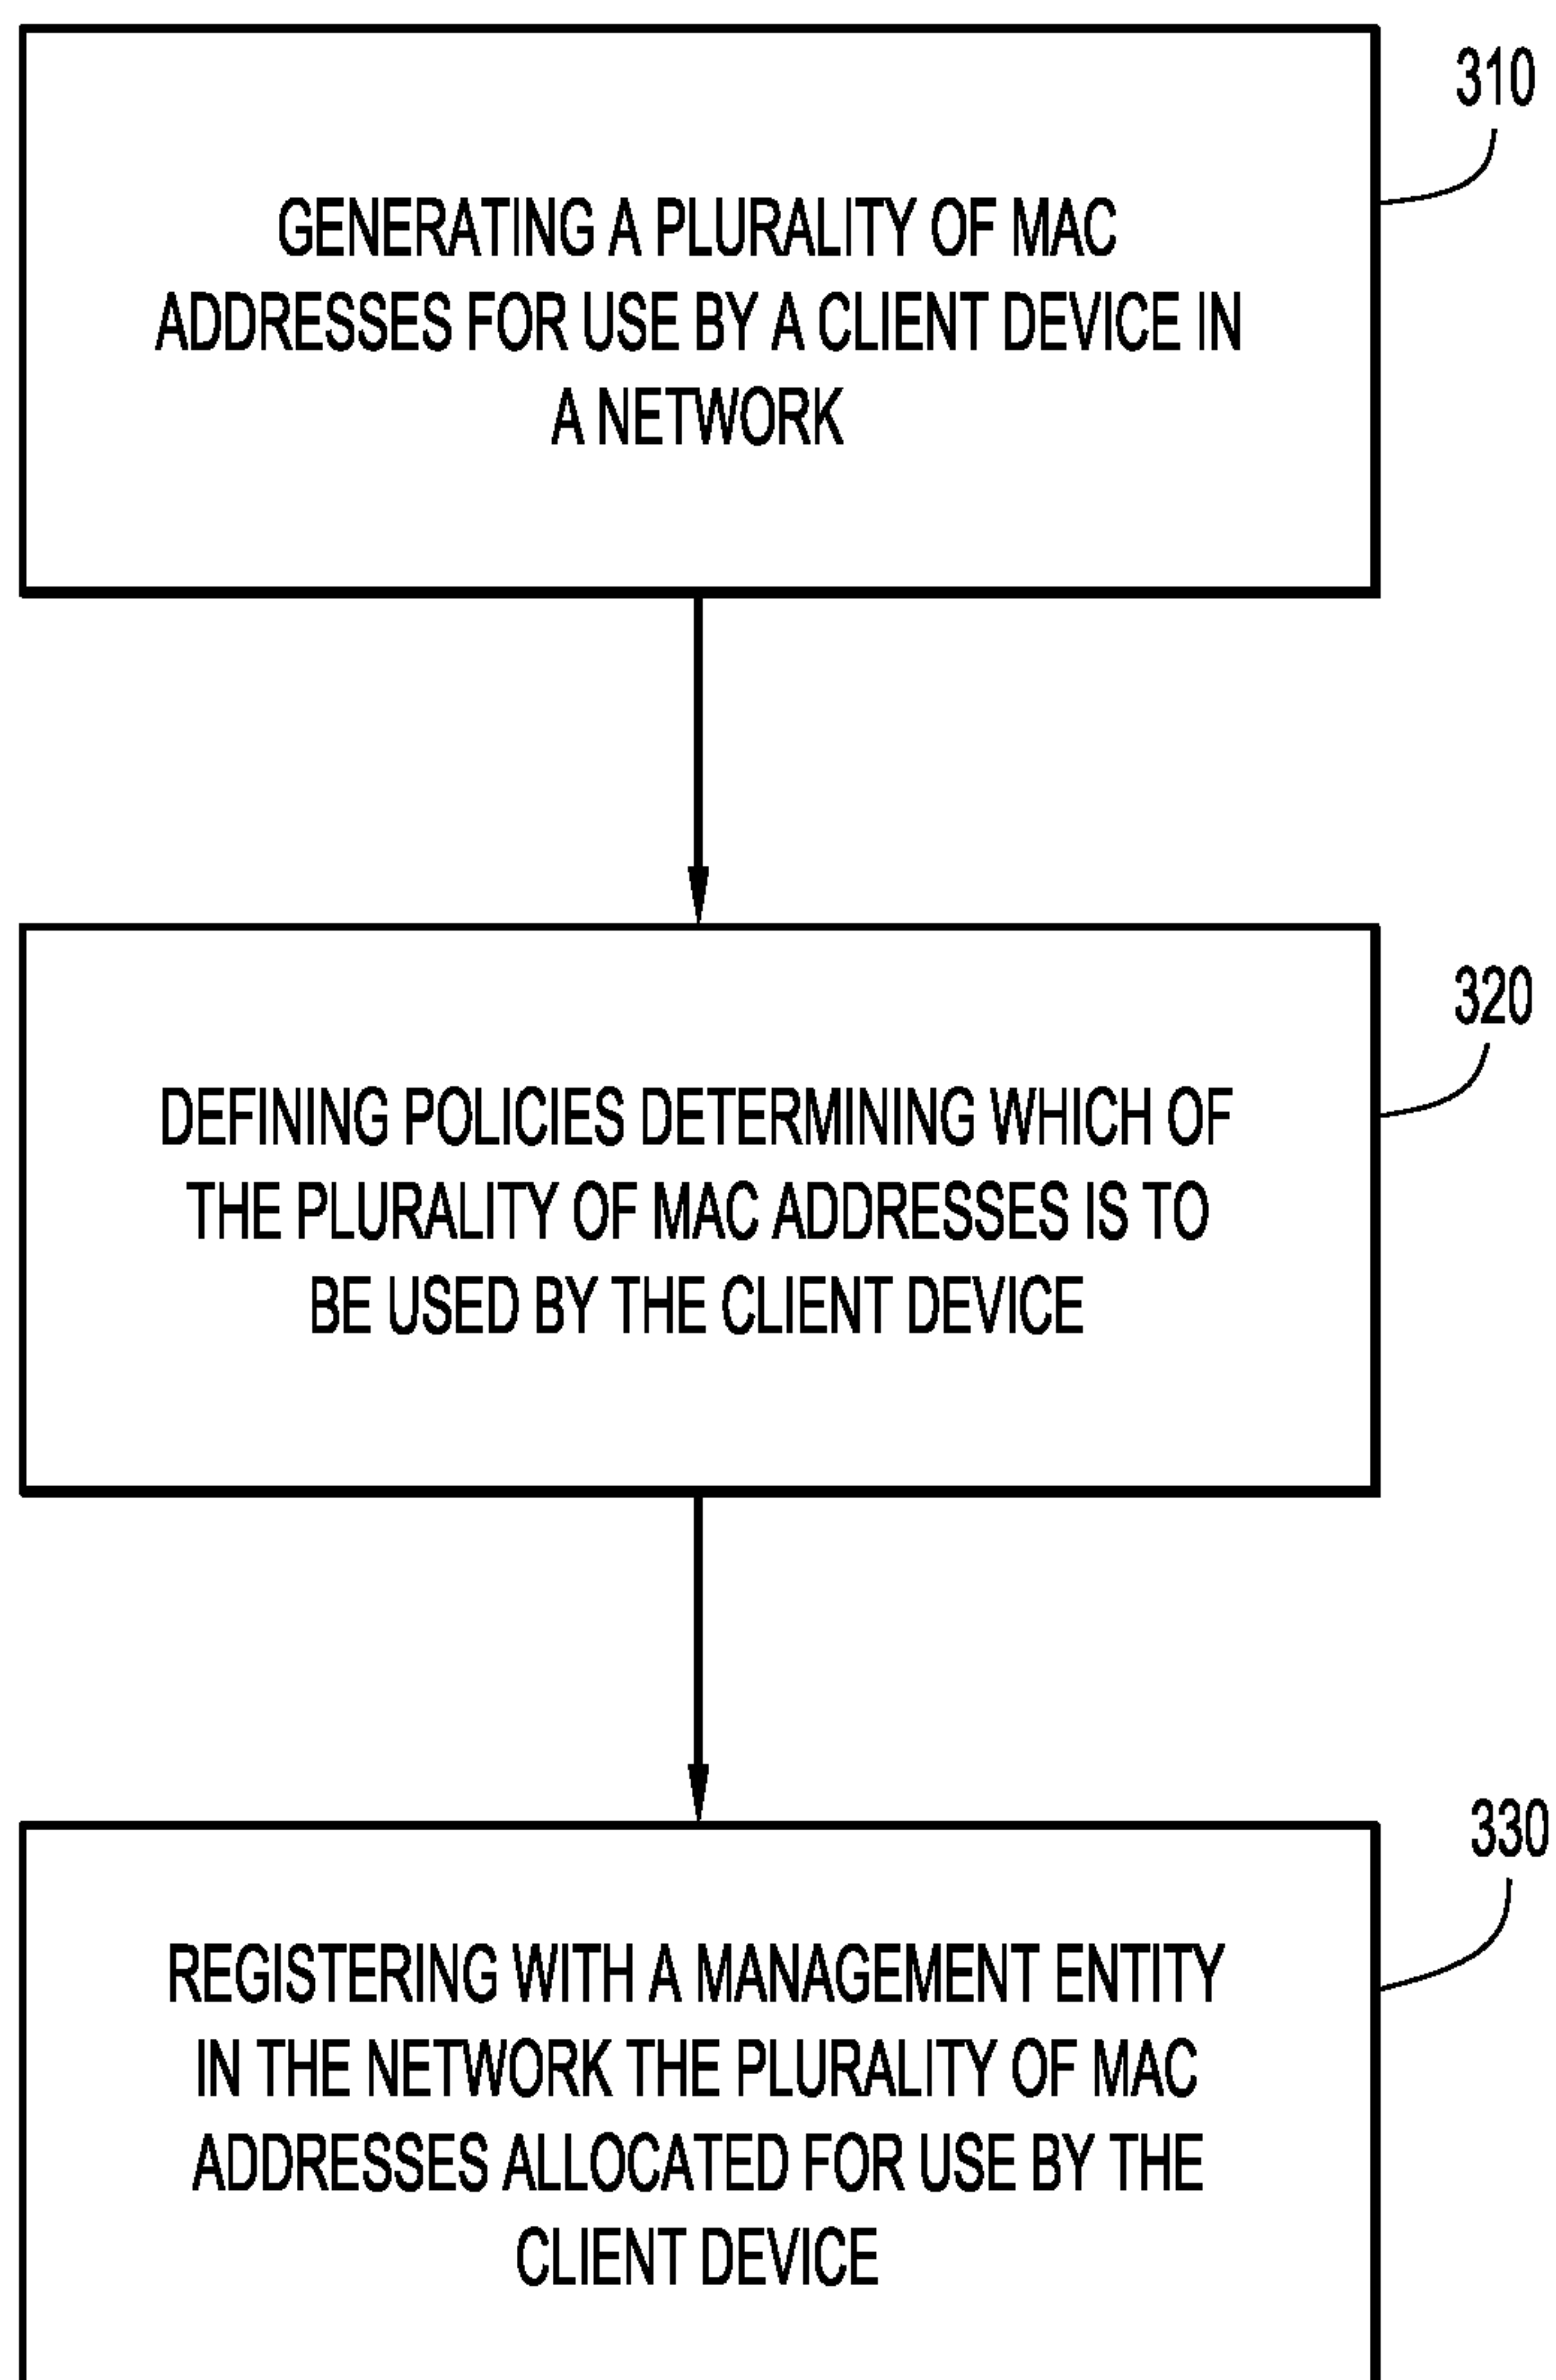 310
GENERATING A PLURALITY OF MAC
ADDRESSES FOR USE BY A CLIENT DEVICE IN
A NETWORK
320
DEFINING POLICIES DETERMINING WHICH OF
THE PLURALITY OF MAC ADDRESSES IS TO
BE USED BY THE CLIENT DEVICE
330
REGISTERING WITH A MANAGEMENT ENTITY
IN THE NETWORK THE PLURALITY OF MAC
ADDRESSES ALLOCATED FOR USE BY THE
CLIENT DEVICE